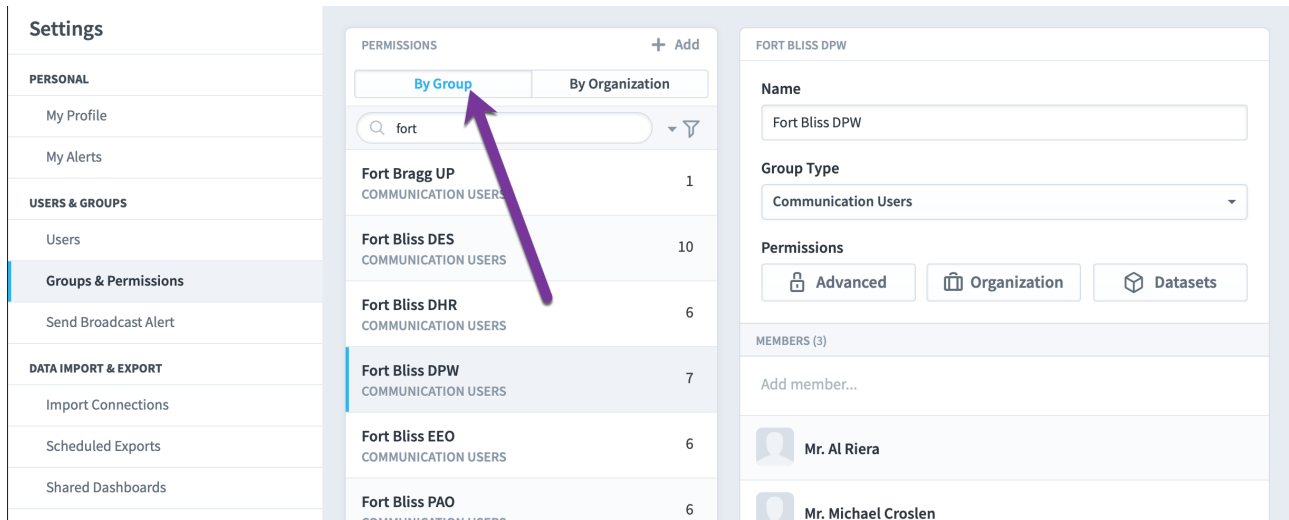 Settings
PERSONAL
My Profile
My Alerts
USERS & GROUPS
Users
Groups & Permissions
Send Broadcast Alert
DATA IMPORT & EXPORT
Import Connections
Scheduled Exports
Shared Dashboards
PERMISSIONS
Add
By Group
By Organization
fort
Fort Bragg UP
COMMUNICATION USERS
1
Fort Bliss DES
COMMUNICATION USERS
10
Fort Bliss DHR
COMMUNICATION USERS
6
Fort Bliss DPW
COMMUNICATION USERS
7
Fort Bliss EEO
COMMUNICATION USERS
6
Fort Bliss PAO
COMMUNICATION USERS
6
FORT BLISS DPW
Name
Fort Bliss DPW
Group Type
Communication Users
Permissions
Advanced
Organization
Datasets
MEMBERS (3)
Add member...
Mr. Al Riera
Mr. Michael Croslen